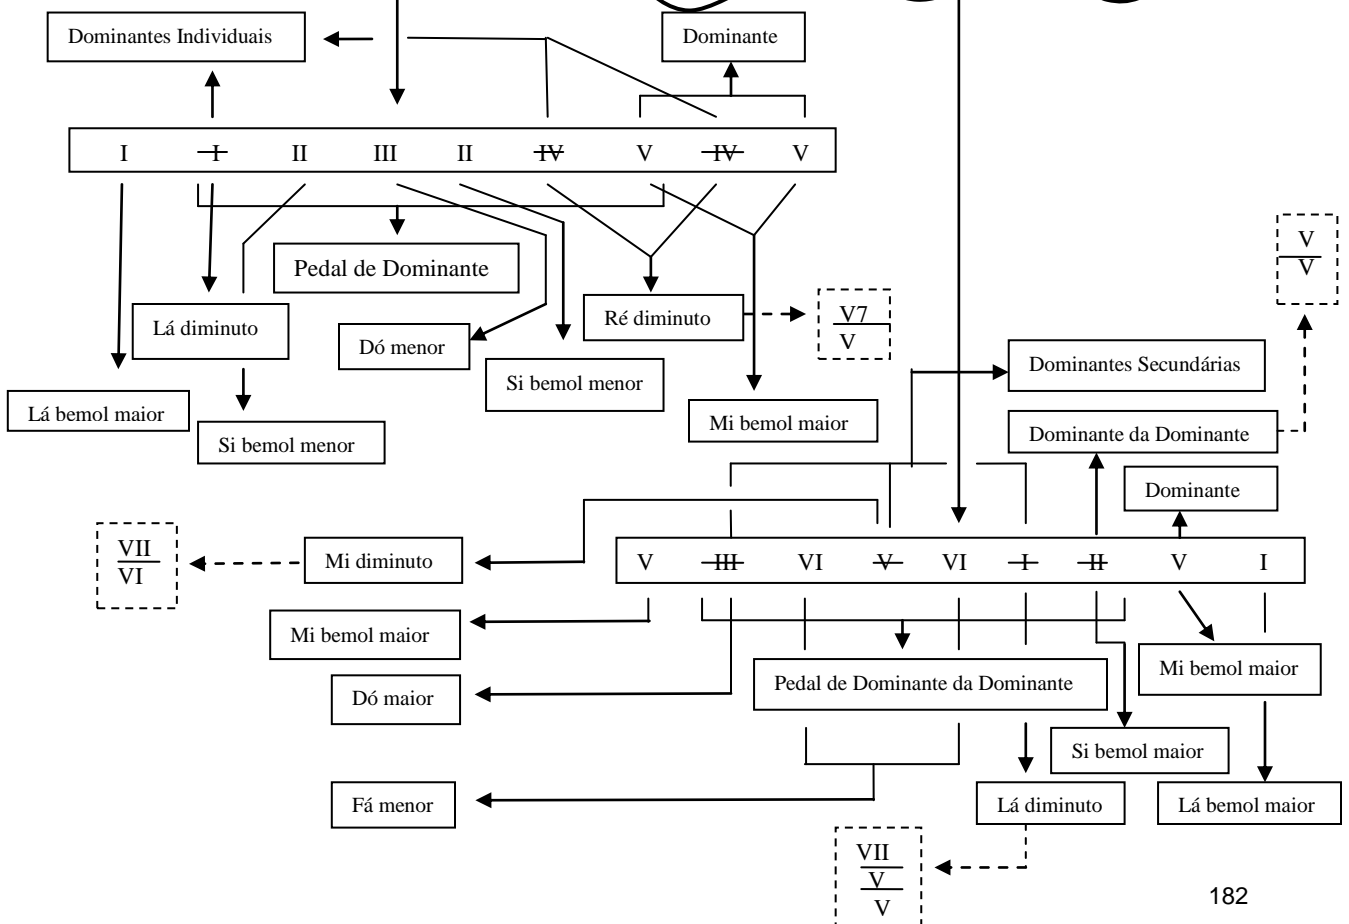 Dominantes Individuais
Dominante
I I II III II IV V IV V
Pedal de Dominante
Lá diminuto
Dó menor
Ré diminuto
V7
V
V
V
Si bemol menor
Lá bemol maior
Si bemol menor
Mi bemol maior
Dominantes Secundárias
Dominante da Dominante
Dominante
VII
VI
Mi diminuto
V III VI V VI I II V I
Mi bemol maior
Dó maior
Pedal de Dominante da Dominante
Mi bemol maior
Si bemol maior
Fá menor
Lá diminuto
Lá bemol maior
VII
V
V
182